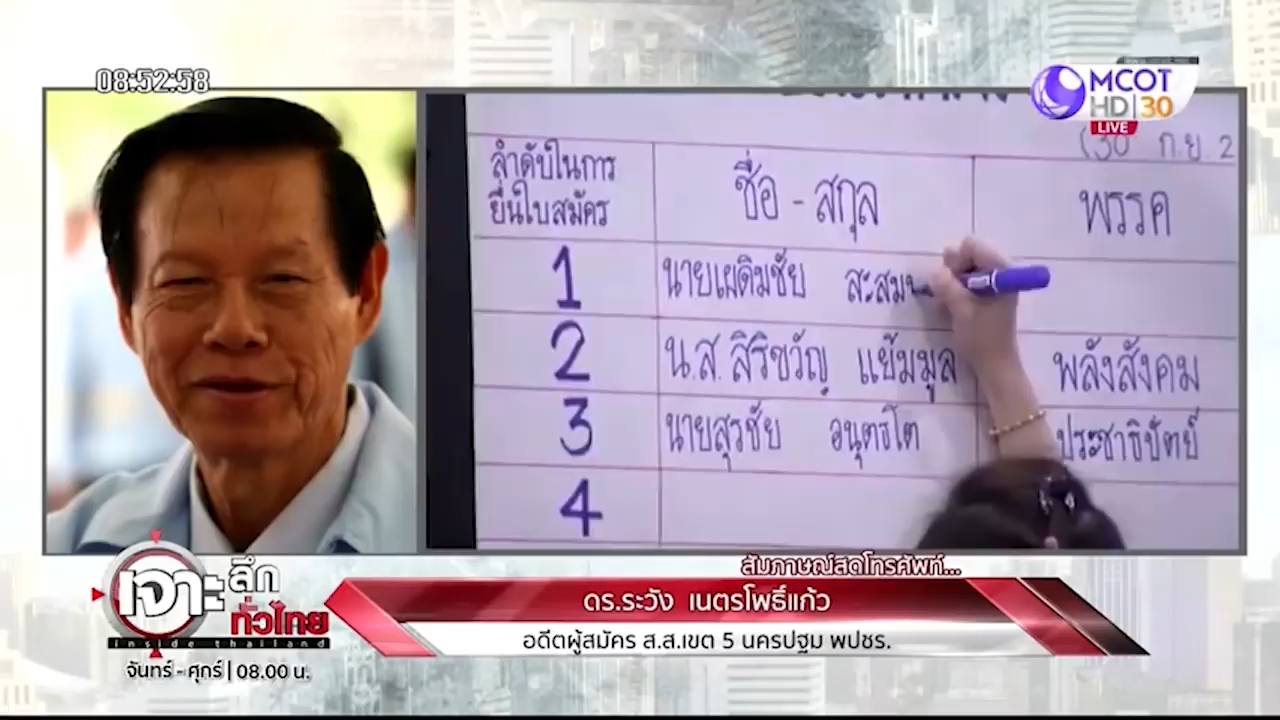 08:52:58
MCOT
HD|30
LIVE
(30 ก.ย. 2
ลำดับในการ
ยื่นใบสมัคร
ชื่อ - สกุล
พรรค
1 นายเผดิมชัย สะสม
2 น.ส. สิริขวัญ แย้มมูล พลังสังคม
3 นายสุรชัย อนุตธโต ประชาธิปัตย์
4
สัมภาษณ์สดโทรศัพท์...
ดร.ระวัง เนตรโพธิ์แก้ว
อดีตผู้สมัคร ส.ส.เขต 5 นครปฐม พปชร.
เจาะลึก
ทั่วไทย
inside thailand
จันทร์ - ศุกร์ | 08.00 น.